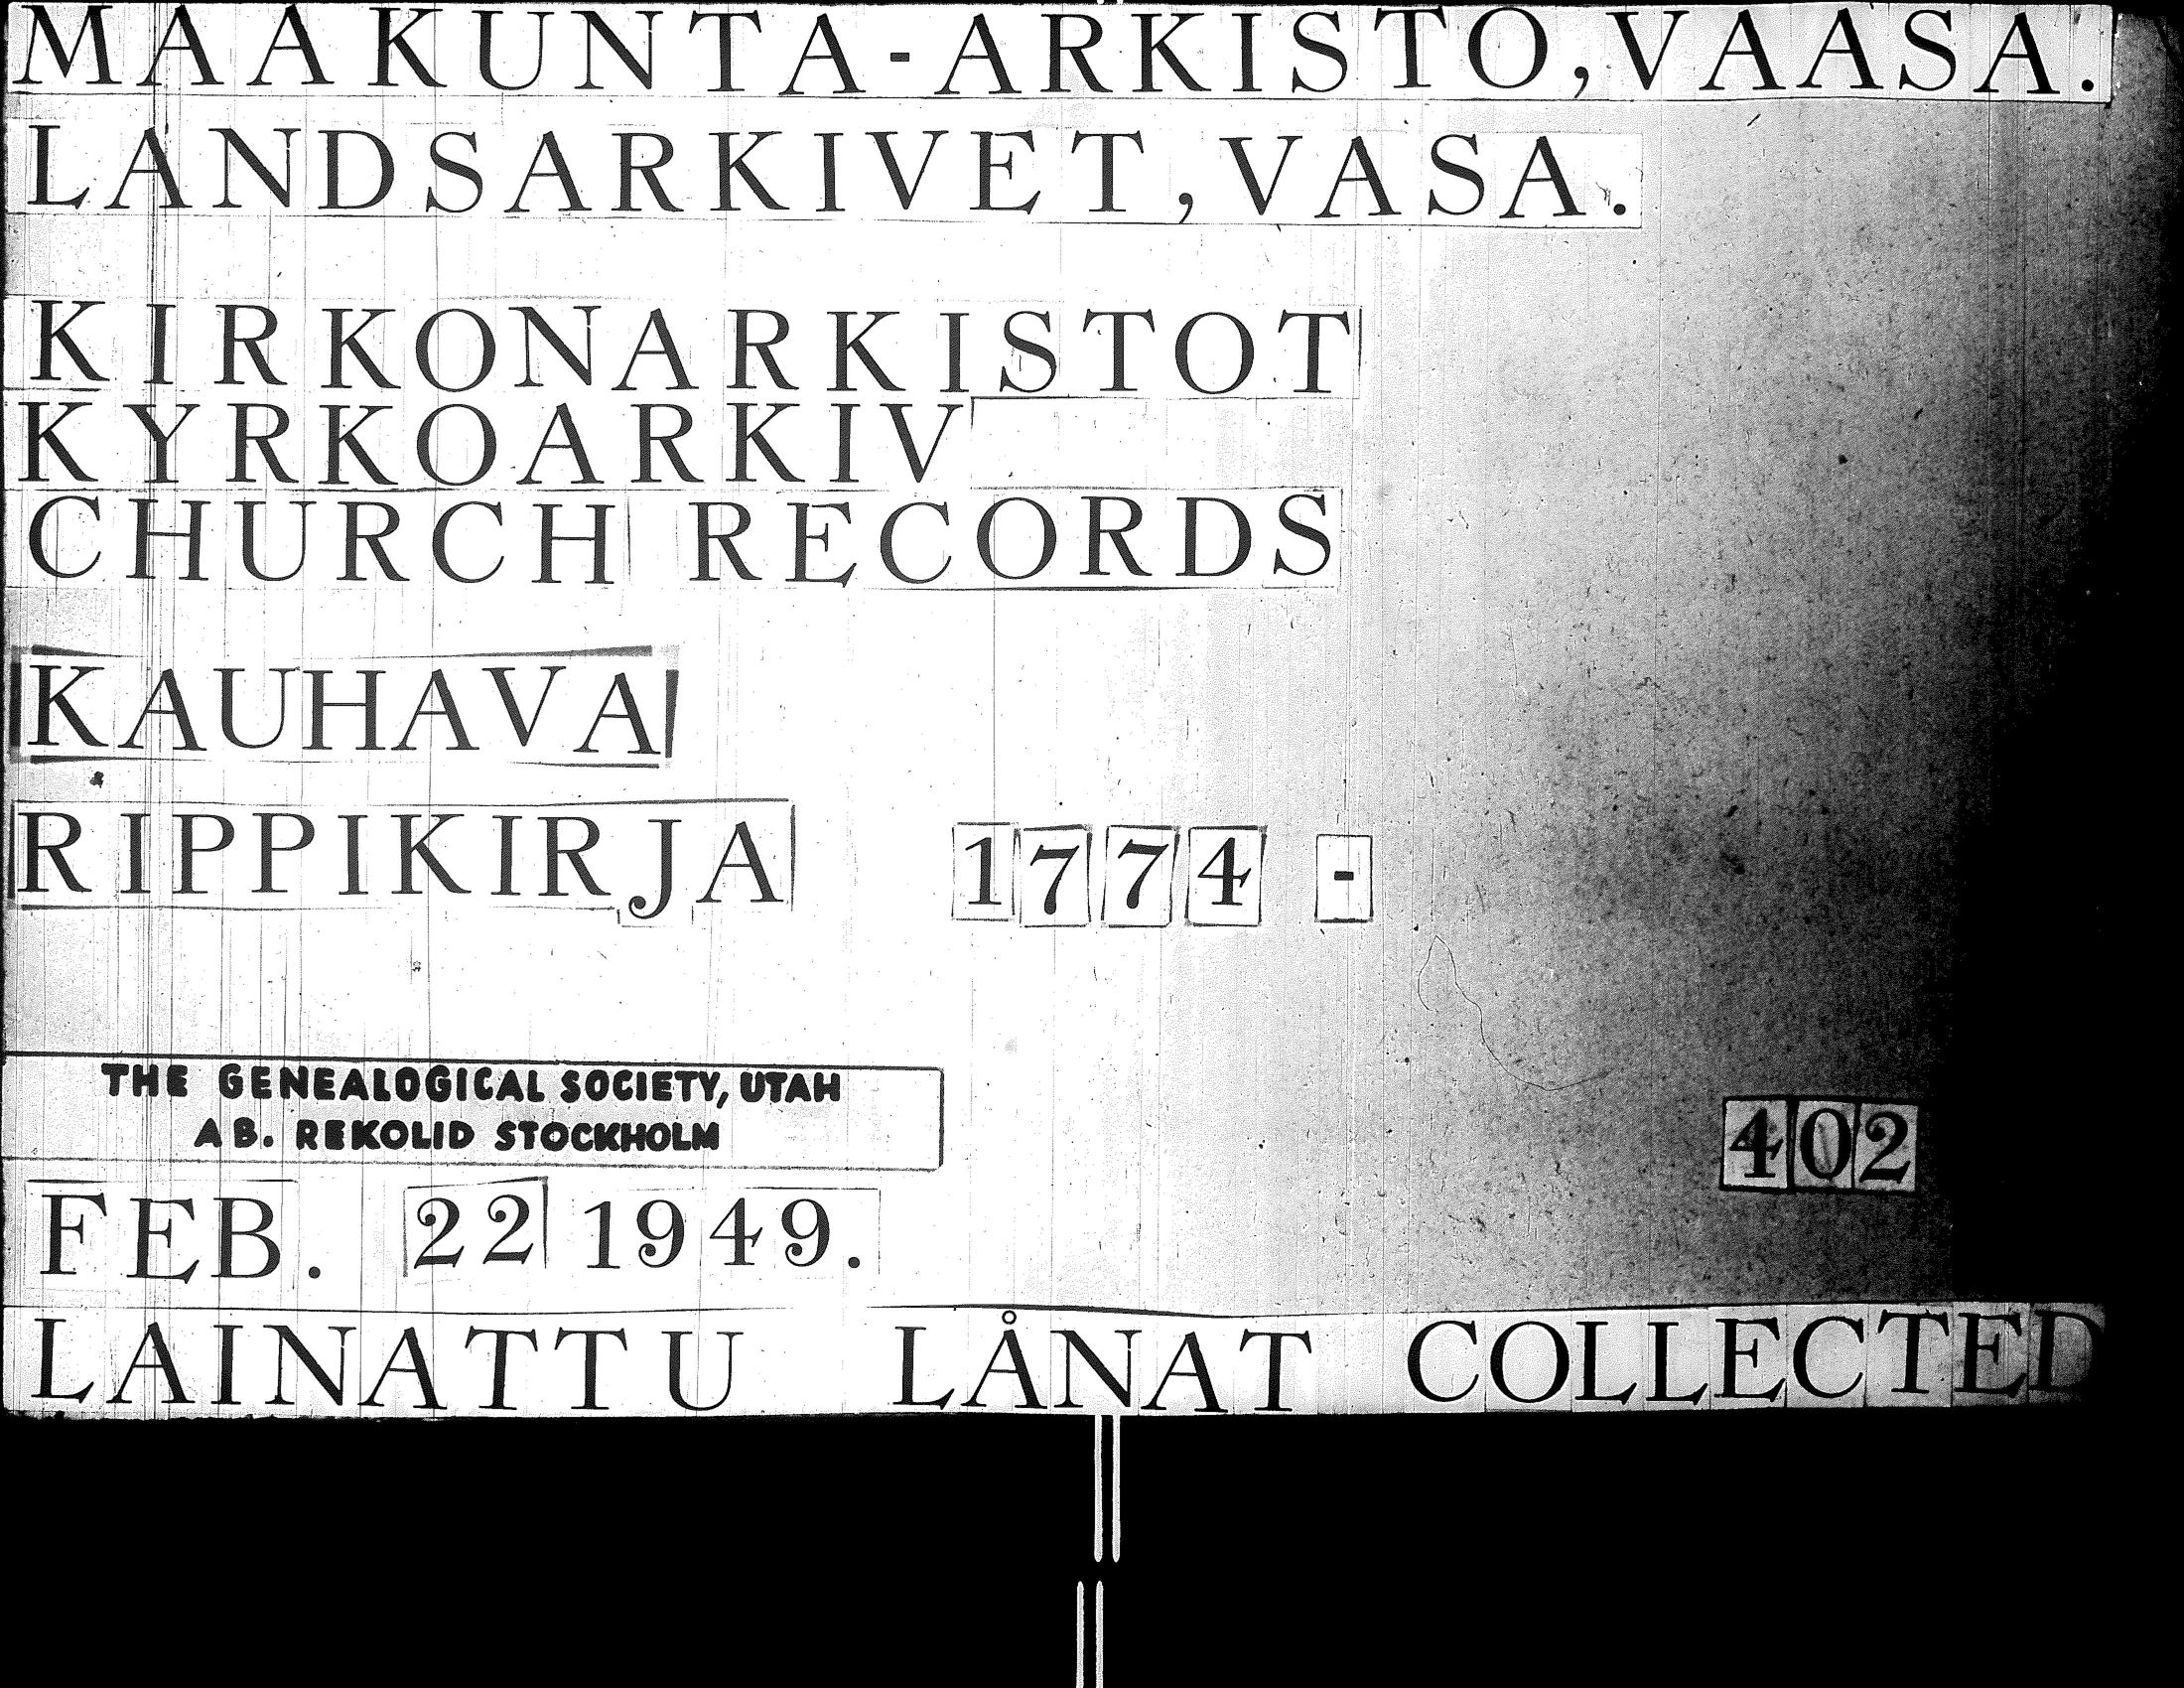 MAAKUNTA-ARKISTO, VAASA.
LANDSARKIVET, VASA.
KIRKONARKISTOT
KYRKOARKIV
CHURCH RECORDS
KAUHAVA
RIPPIKIRJA 1774 -
THE GENEALOGICAL SOCIETY, UTAH
AB. REKOLID STOCKHOLM
402
FEB. 22 1949.
LAINATTU LÅNAT COLLECTED